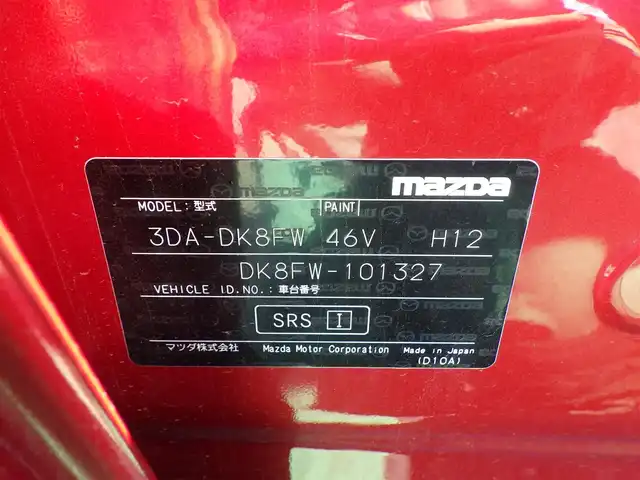 mazda
MODEL:型式 PAINT
3DA-DK8FW 46V H12
DK8FW-101327
VEHICLE ID.NO.:車台番号
SRS I
マツダ株式会社 Mazda Motor Corporation Made in Japan
(D10A)